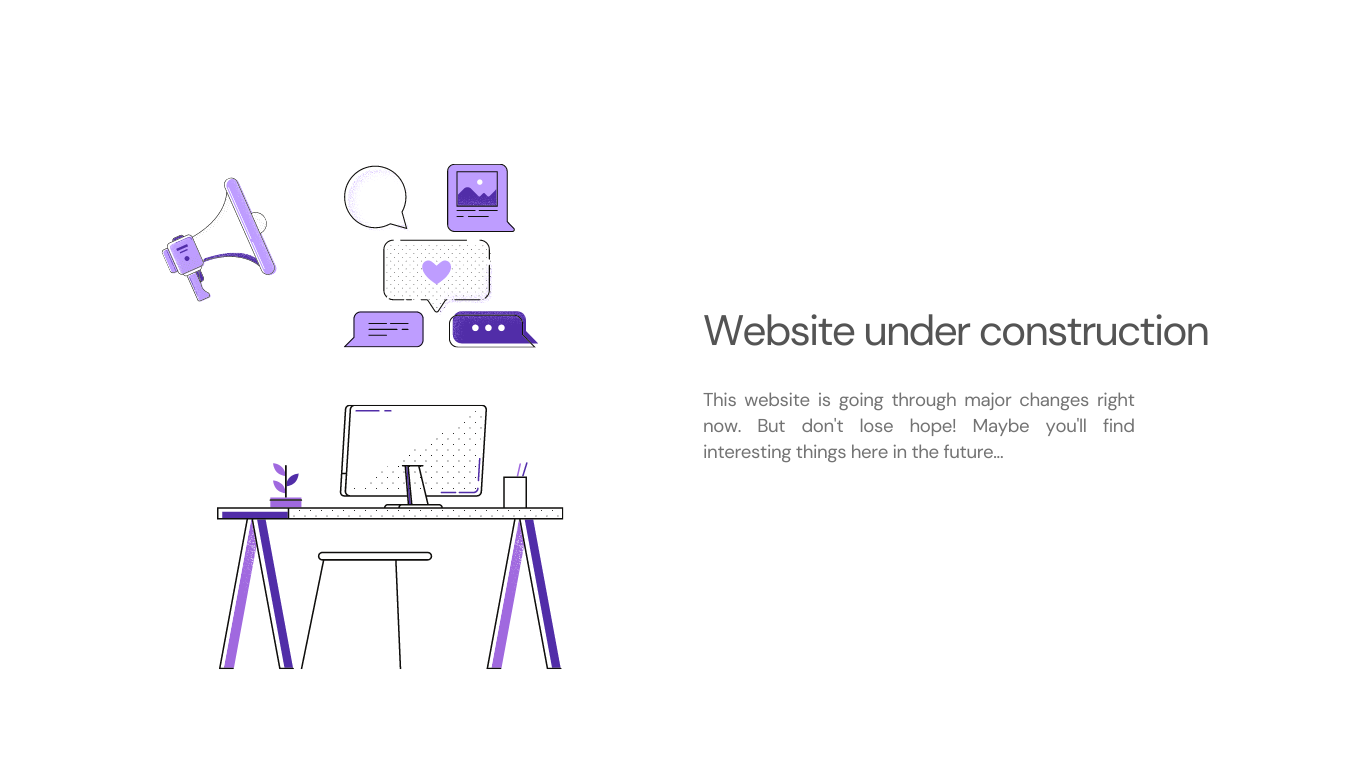 Website under construction
This website is going through major changes right
now. But don't lose hope! Maybe you'll find
interesting things here in the future...